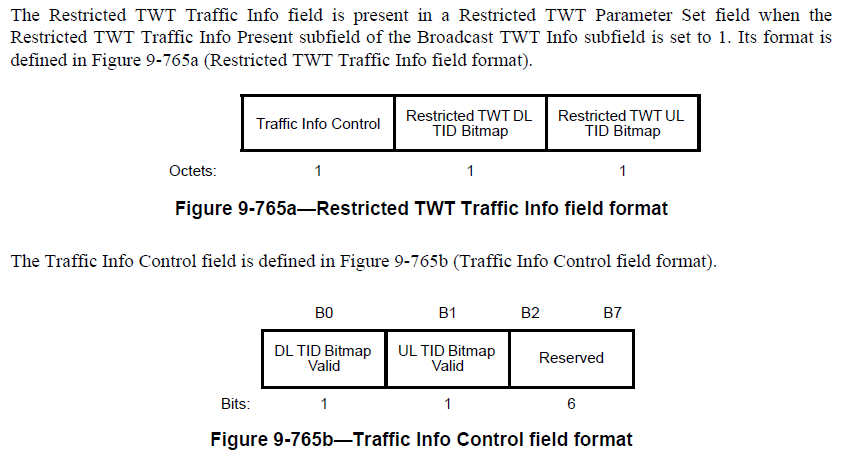 The Restricted TWT Traffic Info field is present in a Restricted TWT Parameter Set field when the
Restricted TWT Traffic Info Present subfield of the Broadcast TWT Info subfield is set to 1. Its format is
defined in Figure 9-765a (Restricted TWT Traffic Info field format).
Traffic Info Control
Restricted TWT DL
TID Bitmap
Restricted TWT UL
TID Bitmap
Octets: 1 1 1
Figure 9-765a—Restricted TWT Traffic Info field format
The Traffic Info Control field is defined in Figure 9-765b (Traffic Info Control field format).
B0 B1 B2 B7
DL TID Bitmap
Valid
UL TID Bitmap
Valid
Reserved
Bits: 1 1 6
Figure 9-765b—Traffic Info Control field format